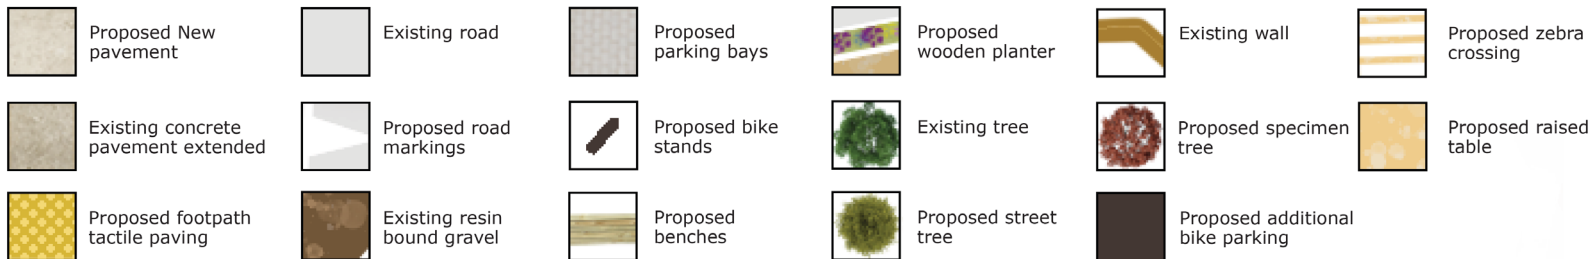 Proposed New
pavement
Existing road
Proposed
parking bays
Proposed
wooden planter
Existing wall
Proposed zebra
crossing
Existing concrete
pavement extended
Proposed road
markings
Proposed bike
stands
Existing tree
Proposed specimen
tree
Proposed raised
table
Proposed footpath
tactile paving
Existing resin
bound gravel
Proposed
benches
Proposed street
tree
Proposed additional
bike parking